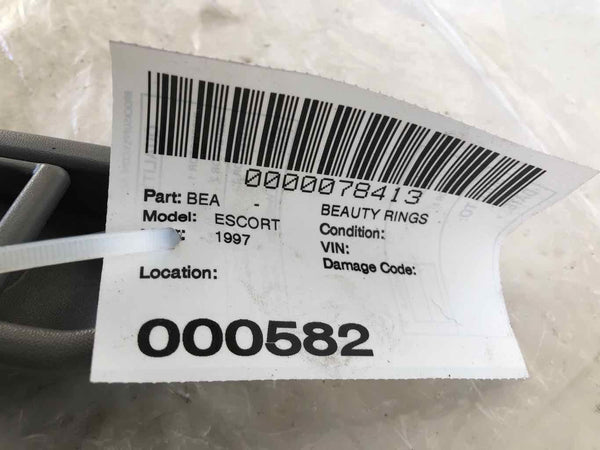 0000078413
Part: BEA - BEAUTY RINGS
Model: ESCORT Condition:
1997 VIN:
Location: Damage Code:
000582